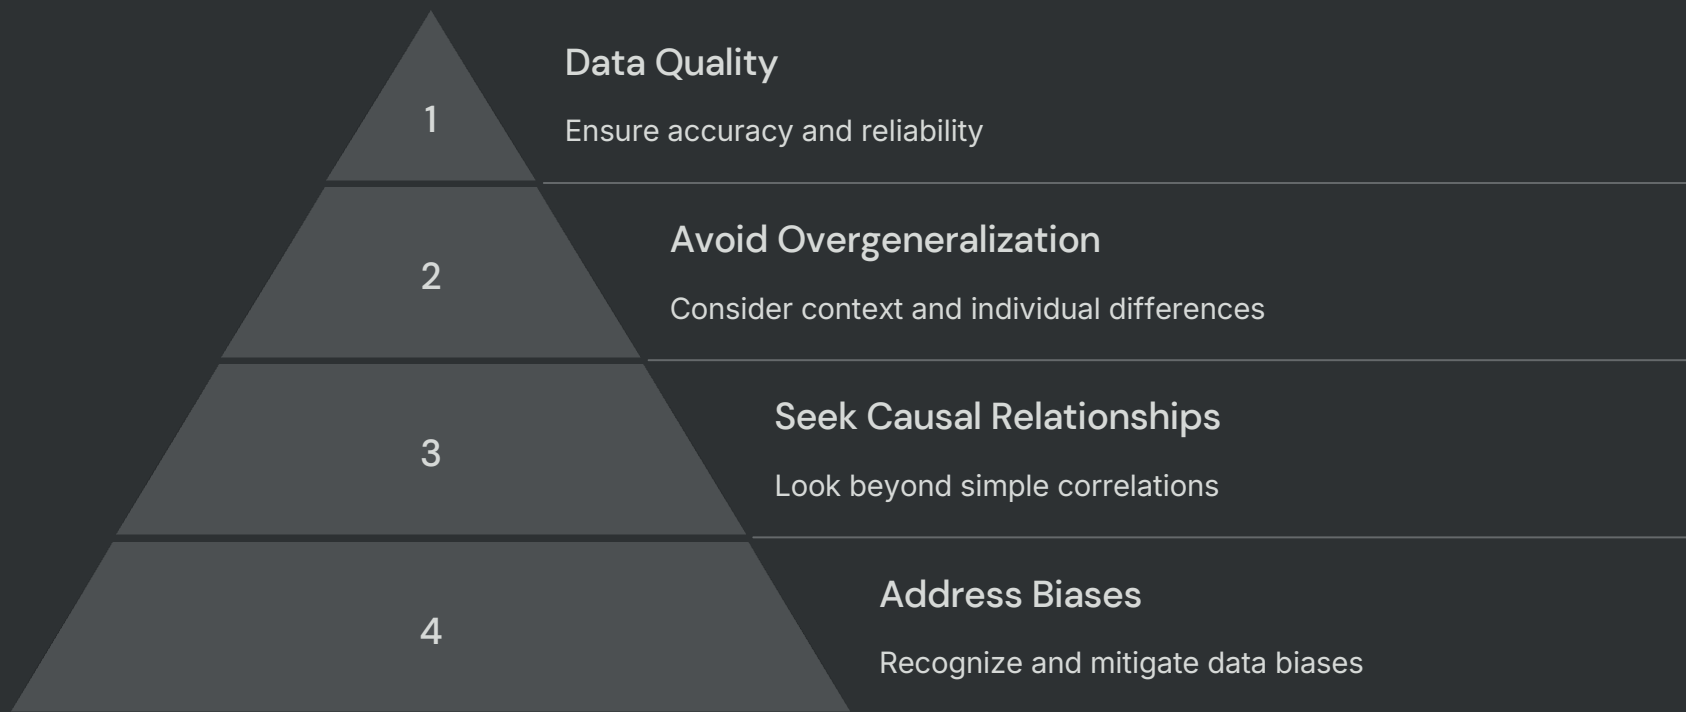 1
Data Quality
Ensure accuracy and reliability
2
Avoid Overgeneralization
Consider context and individual differences
3
Seek Causal Relationships
Look beyond simple correlations
4
Address Biases
Recognize and mitigate data biases